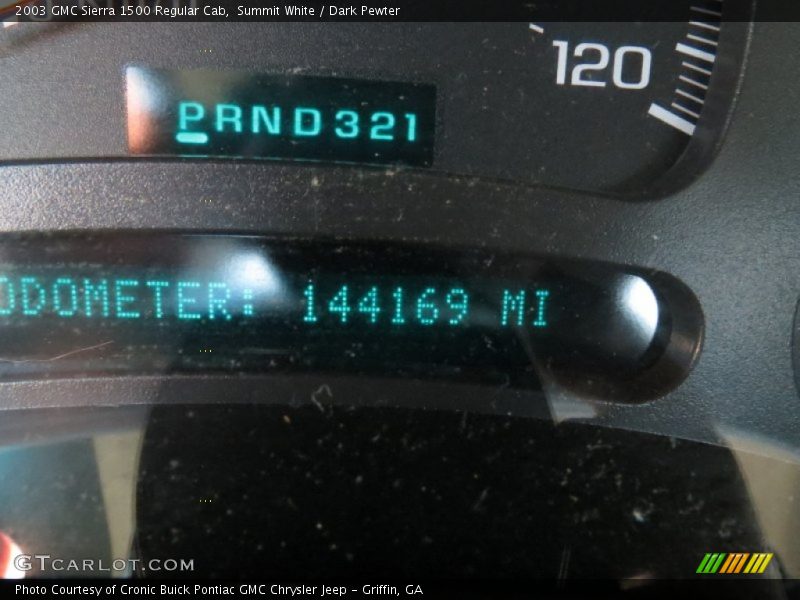 2003 GMC Sierra 1500 Regular Cab,  Summit White / Dark Pewter
120
PRND321
ODOMETER: 144169 MI
GTCARLOT.COM
Photo Courtesy of Cronic Buick Pontiac GMC Chrysler Jeep - Griffin, GA